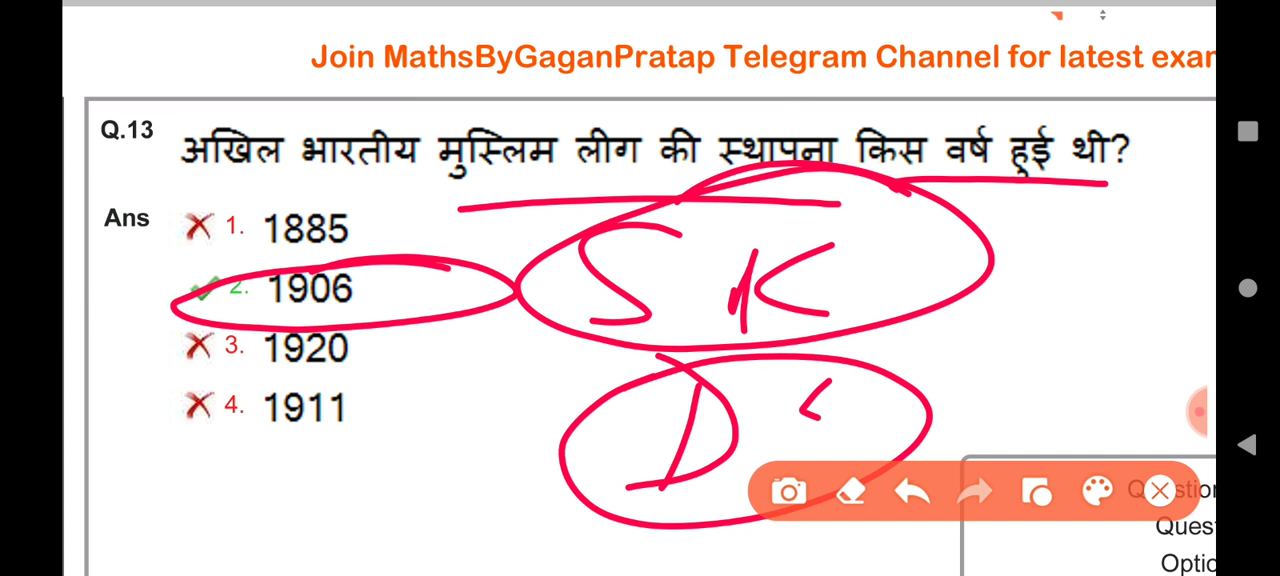 Join MathsByGaganPratap Telegram Channel for latest exar
Q.13 अखिल भारतीय मुस्लिम लीग की स्थापना किस वर्ष हुई थी?
Ans 1. 1885
2. 1906
3. 1920
4. 1911
S K
D
Ques
Optic